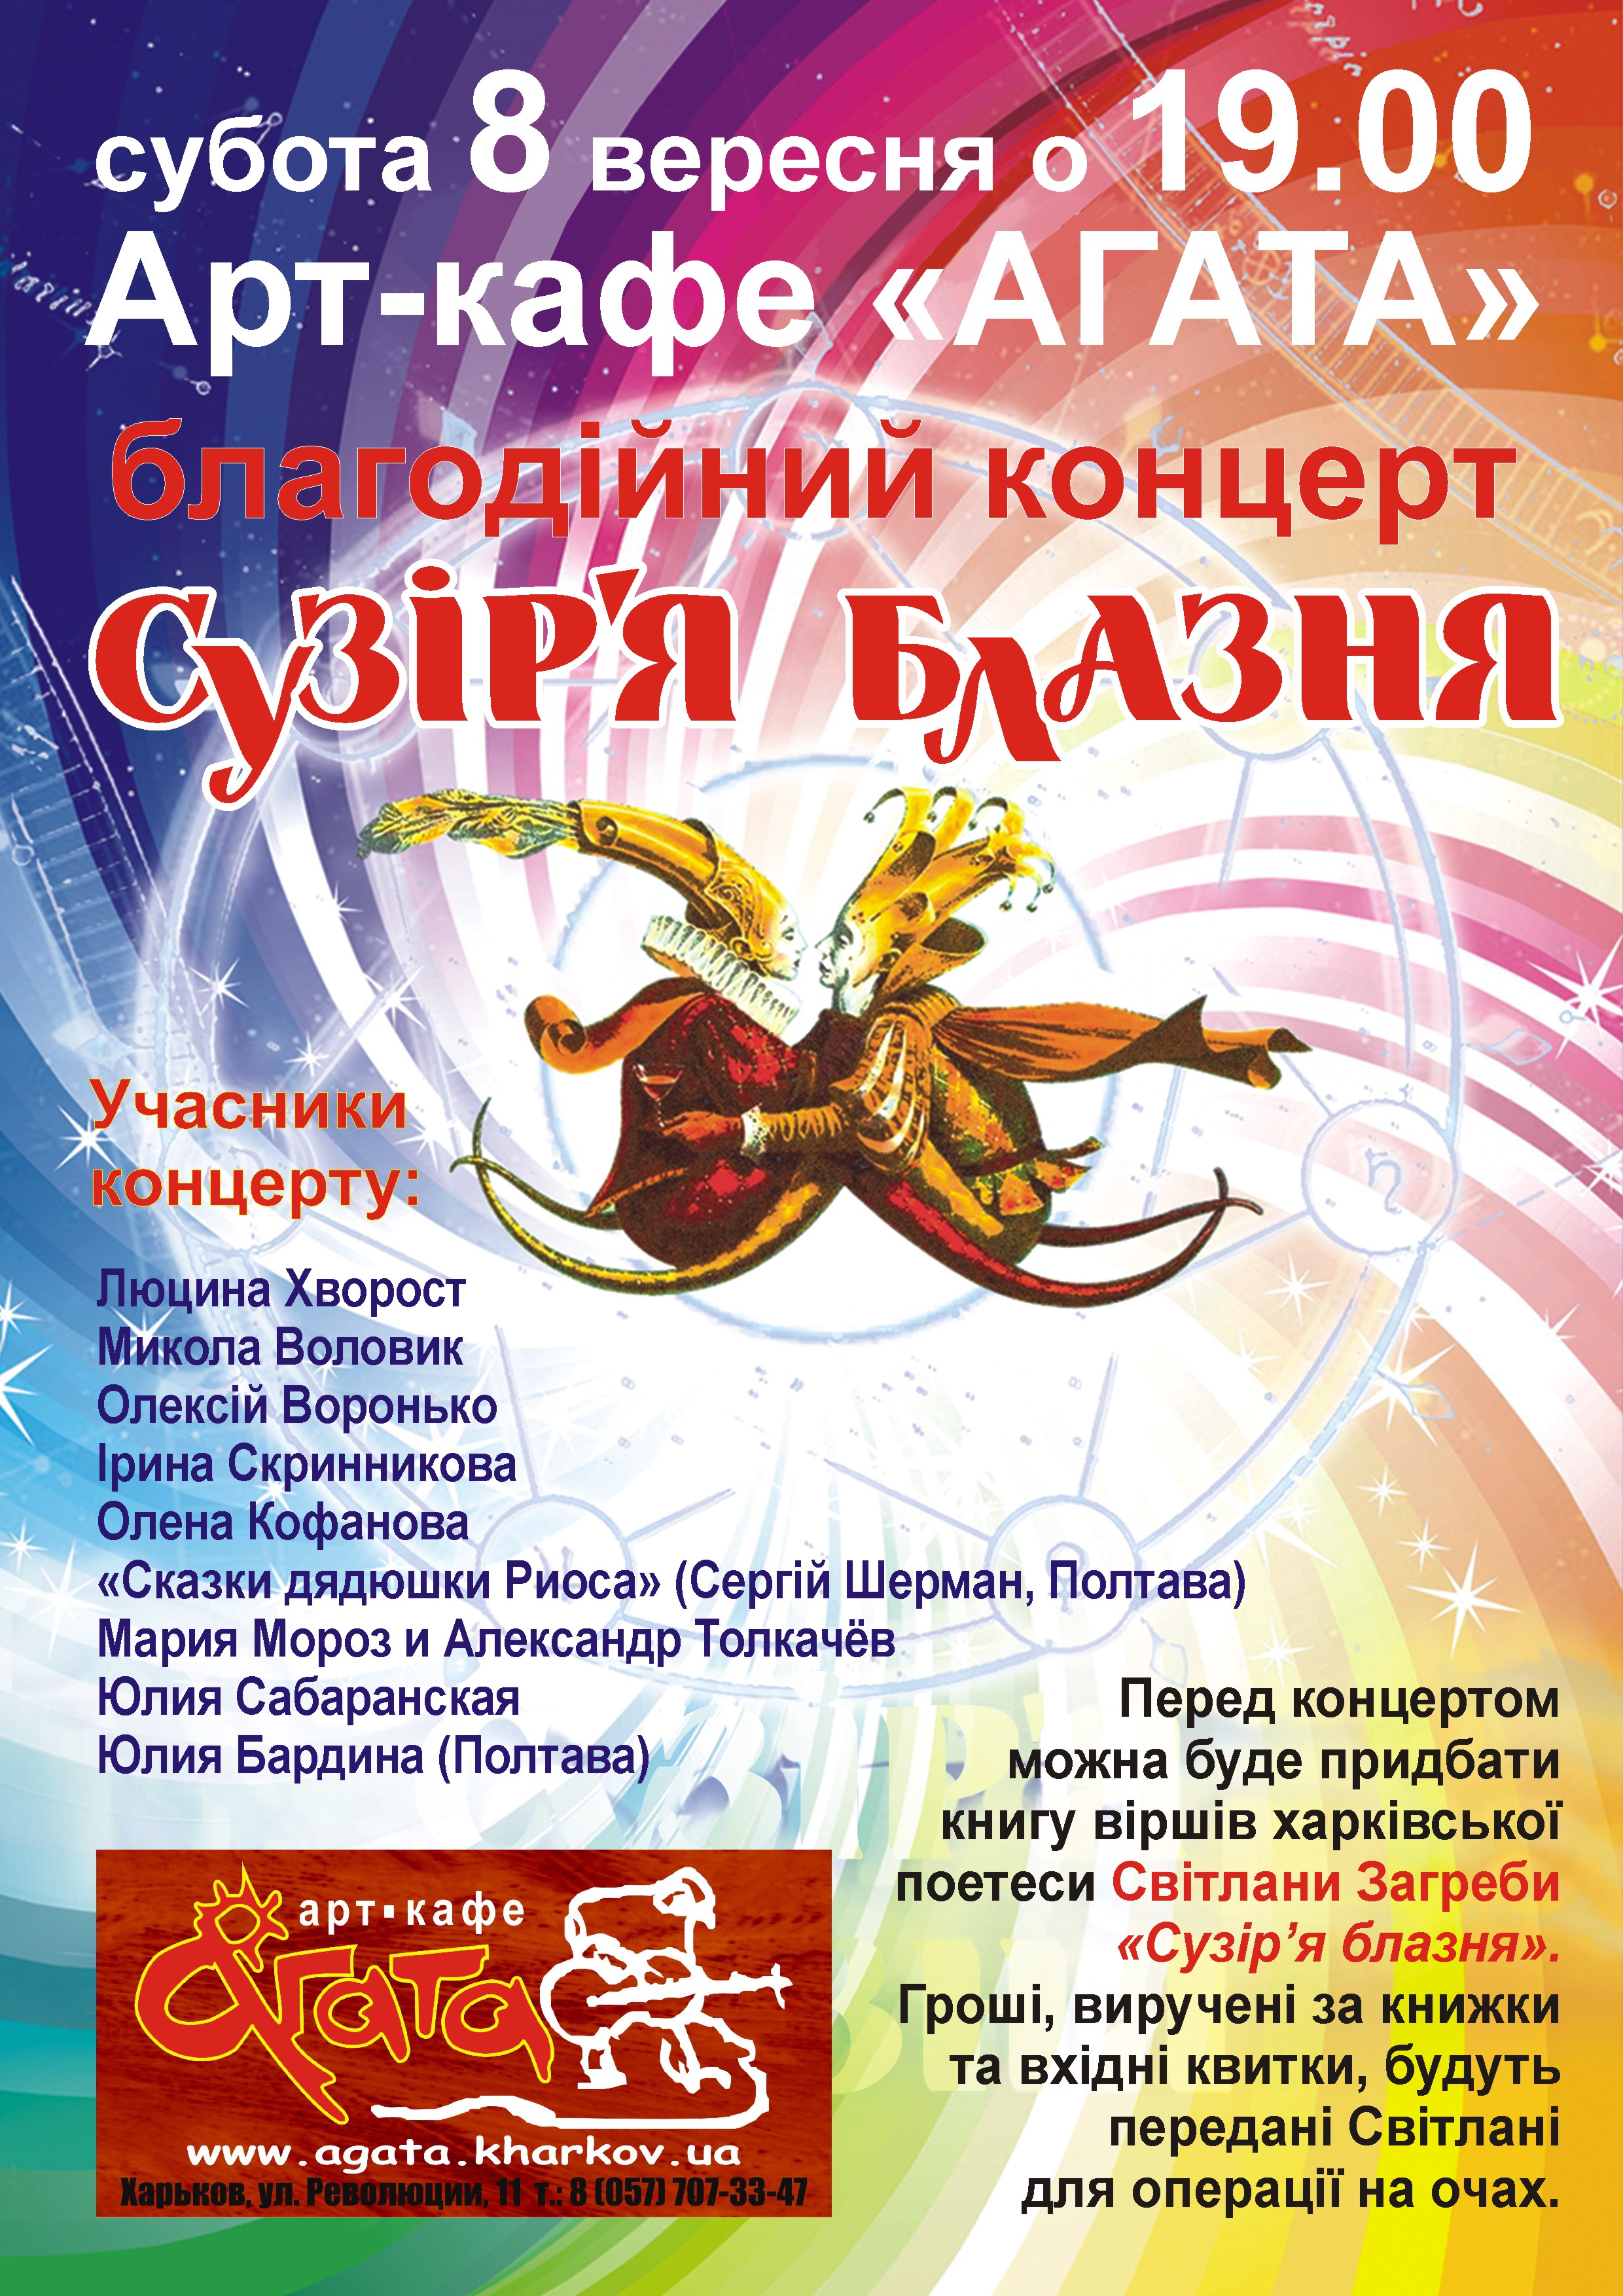 субота 8 вересня о 19.00
Арт-кафе «АГАТА»
благодійний концерт
Сузір'я блазня
Учасники
концерту:
Люцина Хворост
Микола Воловик
Олексій Воронько
Ірина Скринникова
Олена Кофанова
«Сказки дядюшки Риоса» (Сергій Шерман, Полтава)
Мария Мороз и Александр Толкачёв
Юлия Сабаранская
Юлия Бардина (Полтава)
Перед концертом
можна буде придбати
книгу віршів харківської
поетеси Світлани Загреби
«Сузір’я блазня».
Гроші, виручені за книжки
та вхідні квитки, будуть
передані Світлані
для операції на очах.
арт·кафе
Агата
www.agata.kharkov.ua
Харьков, ул. Революции, 11 т.: 8 (057) 707-33-47